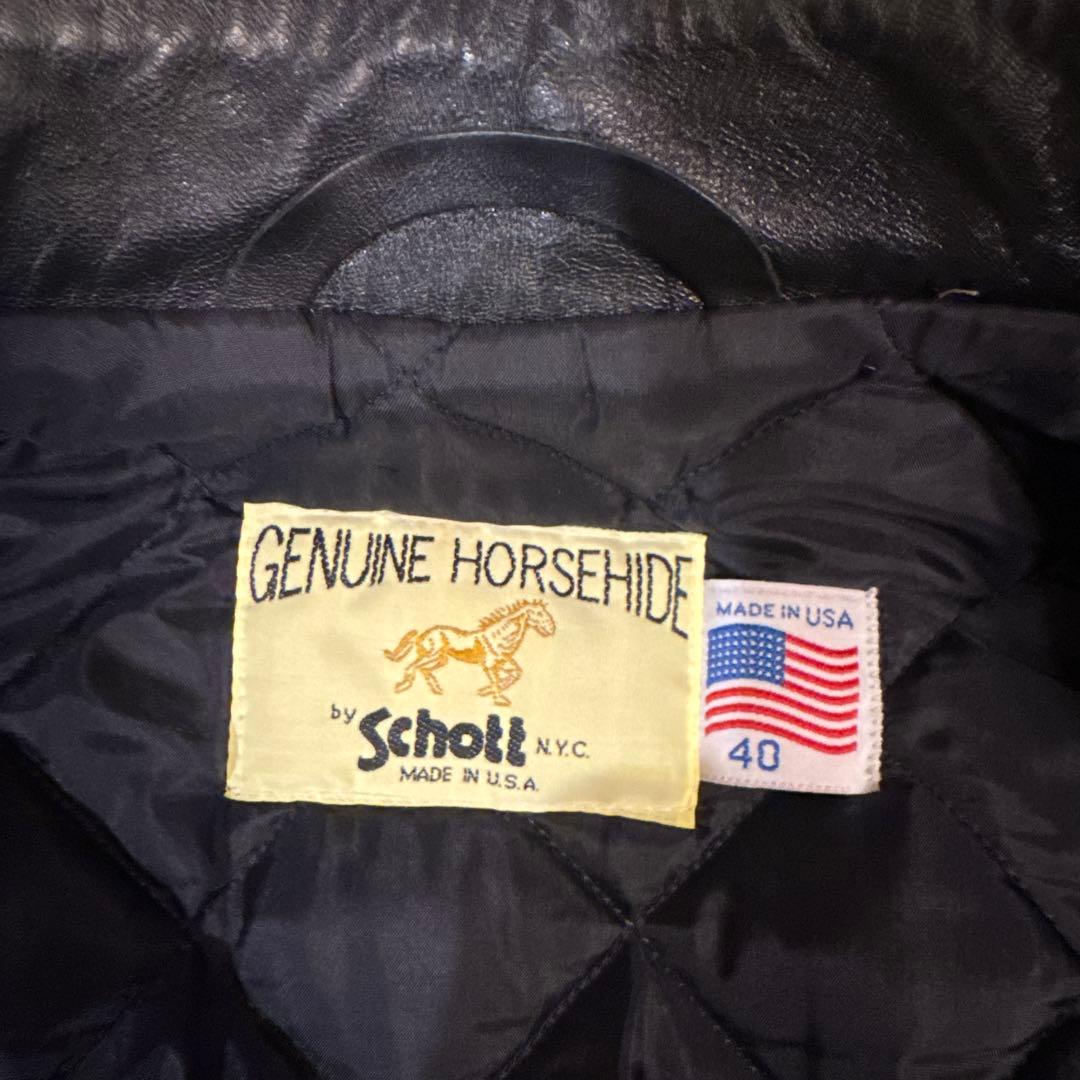 GENUINE HORSEHIDE
by Schott N.Y.C.
MADE IN U.S.A.
MADE IN USA
40